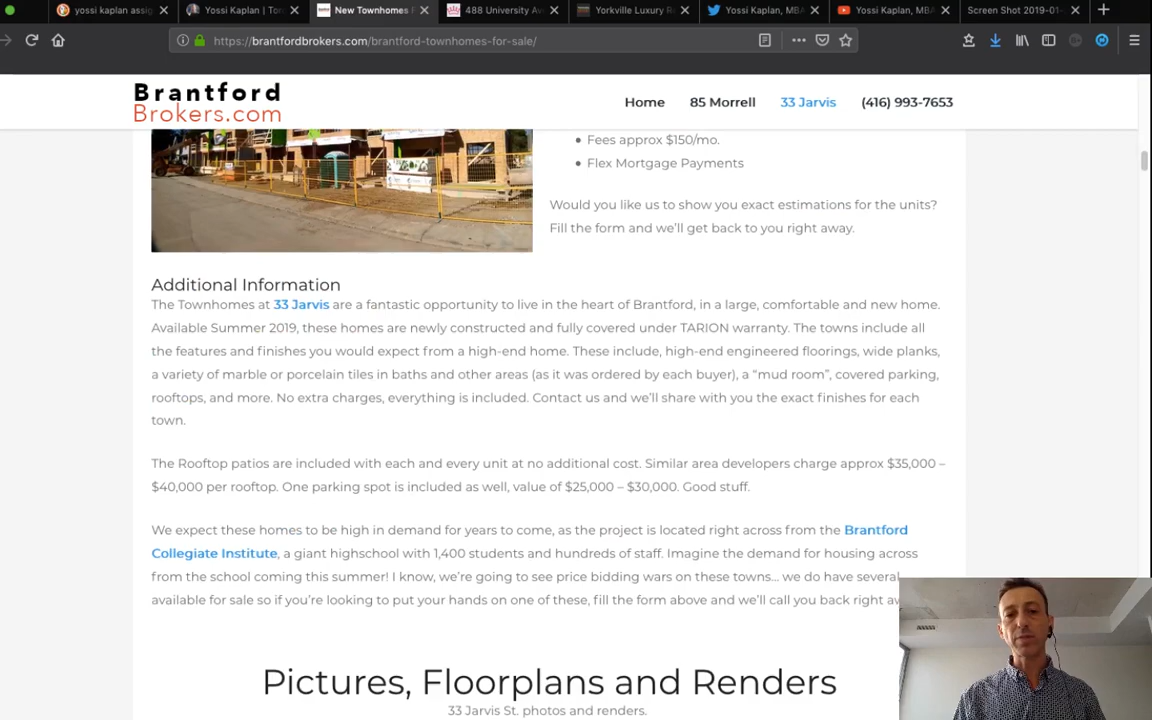 yossi kaplan assig
Yossi Kaplan | Tor
New Townhomes F
488 University Av
Yorkville Luxury R
Yossi Kaplan, MBA
Yossi Kaplan, MBA
Screen Shot 2019-01-
https://brantfordbrokers.com/brantford-townhomes-for-sale/
Brantford
Brokers.com
Home
85 Morrell
33 Jarvis
(416) 993-7653
Fees approx $150/mo.
Flex Mortgage Payments
Would you like us to show you exact estimations for the units?
Fill the form and we'll get back to you right away.
Additional Information
The Townhomes at 33 Jarvis are a fantastic opportunity to live in the heart of Brantford, in a large, comfortable and new home.
Available Summer 2019, these homes are newly constructed and fully covered under TARION warranty. The towns include all
the features and finishes you would expect from a high-end home. These include, high-end engineered floorings, wide planks,
a variety of marble or porcelain tiles in baths and other areas (as it was ordered by each buyer), a “mud room”, covered parking,
rooftops, and more. No extra charges, everything is included. Contact us and we'll share with you the exact finishes for each
town.
The Rooftop patios are included with each and every unit at no additional cost. Similar area developers charge approx $35,000 –
$40,000 per rooftop. One parking spot is included as well, value of $25,000 – $30,000. Good stuff.
We expect these homes to be high in demand for years to come, as the project is located right across from the Brantford
Collegiate Institute, a giant highschool with 1,400 students and hundreds of staff. Imagine the demand for housing across
from the school coming this summer! I know, we're going to see price bidding wars on these towns... we do have several
available for sale so if you're looking to put your hands on one of these, fill the form above and we'll call you back right aw
Pictures, Floorplans and Renders
33 Jarvis St. photos and renders.